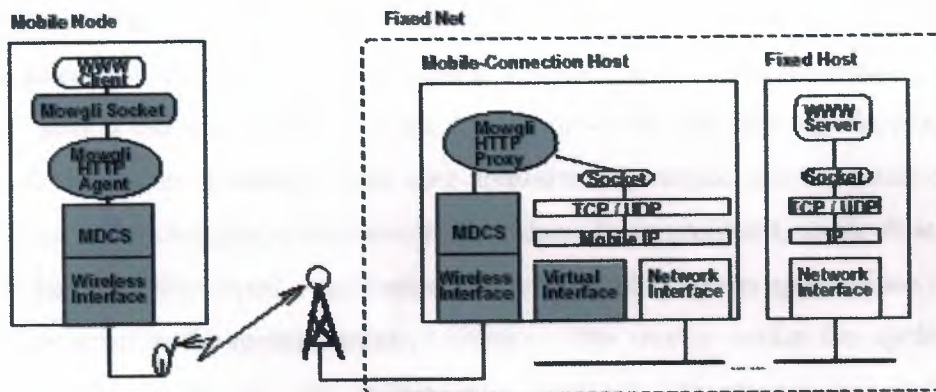 Mobile Node
WWW
Client
Mowgli Socket
Mowgli
HTTP
Agent
MDCS
Wireless
Interface
Fixed Net
Mobile-Connection Host
Mowgli
HTTP
Proxy
Socket
TCP / UDP
Mobile IP
MDCS
Wireless
Interface
Virtual
Interface
Network
Interface
Fixed Host
WWW
Server
Socket
TCP / UDP
IP
Network
Interface